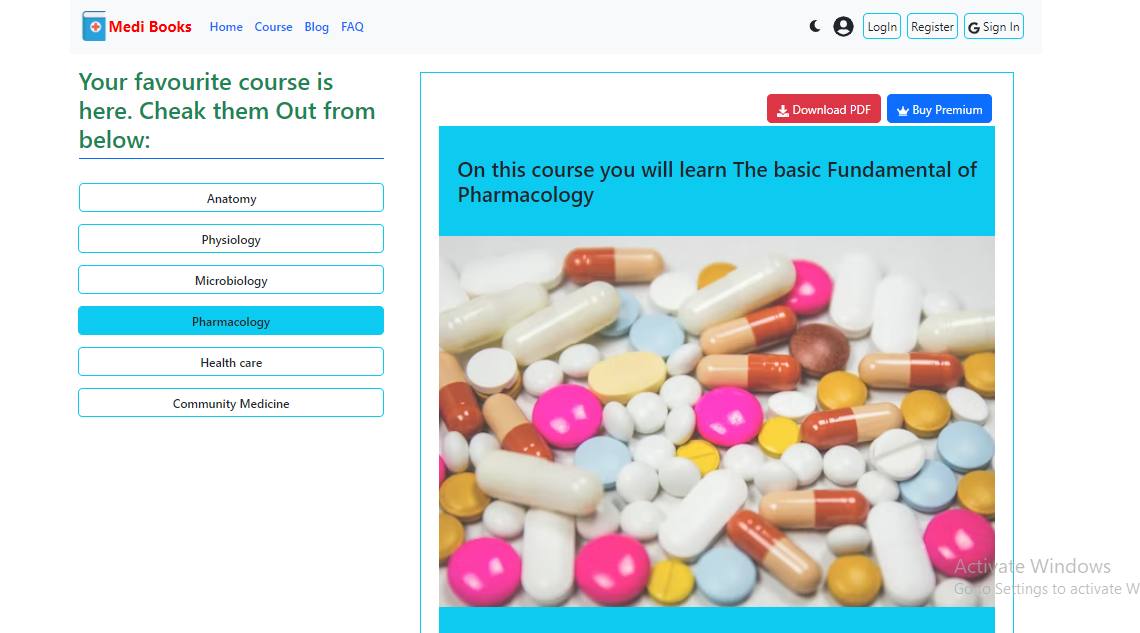 Medi Books
Home Course Blog FAQ
LogIn Register Sign In
Your favourite course is
here. Cheak them Out from
below:
Anatomy
Physiology
Microbiology
Pharmacology
Health care
Community Medicine
Download PDF Buy Premium
On this course you will learn The basic Fundamental of
Pharmacology
Activate Windows
Go to Settings to activate W